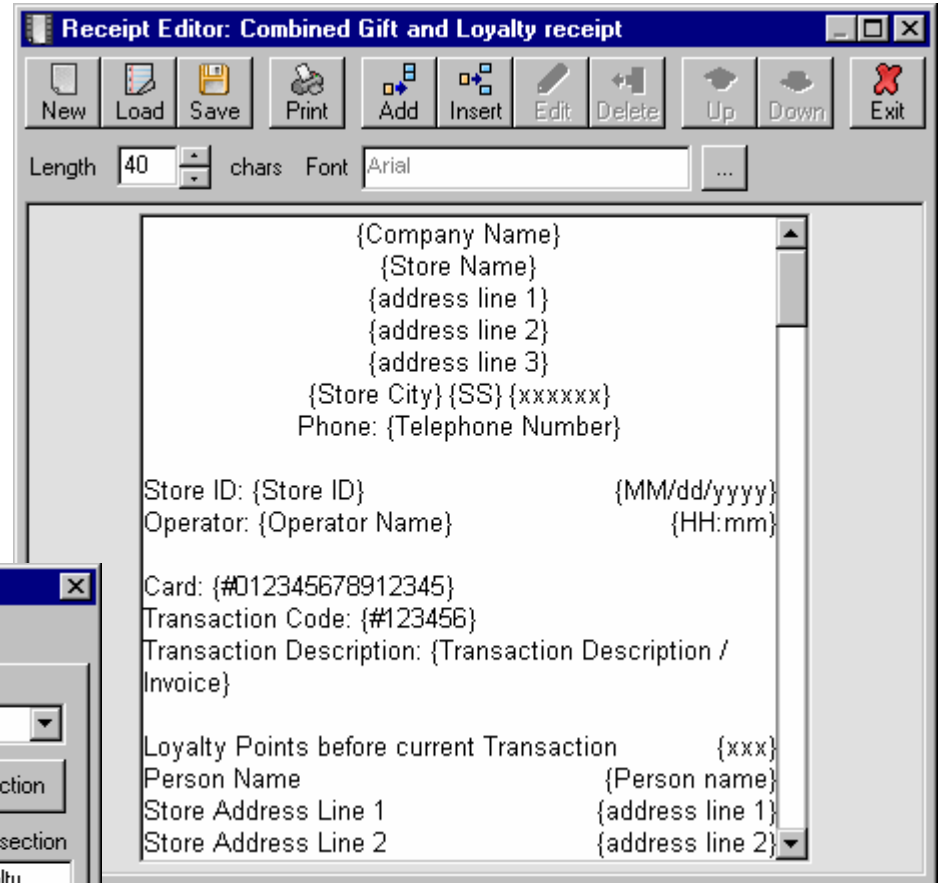 Receipt Editor: Combined Gift and Loyalty receipt
New Load Save Print Add Insert Edit Delete Up Down Exit
Length 40 chars Font Arial ...
{Company Name}
{Store Name}
{address line 1}
{address line 2}
{address line 3}
{Store City} {SS} {xxxxxx}
Phone: {Telephone Number}
Store ID: {Store ID} {MM/dd/yyyy}
Operator: {Operator Name} {HH:mm}
Card: {#012345678912345}
Transaction Code: {#123456}
Transaction Description: {Transaction Description /
Invoice}
Loyalty Points before current Transaction {xxx}
Person Name {Person name}
Store Address Line 1 {address line 1}
Store Address Line 2 {address line 2}
ction
section